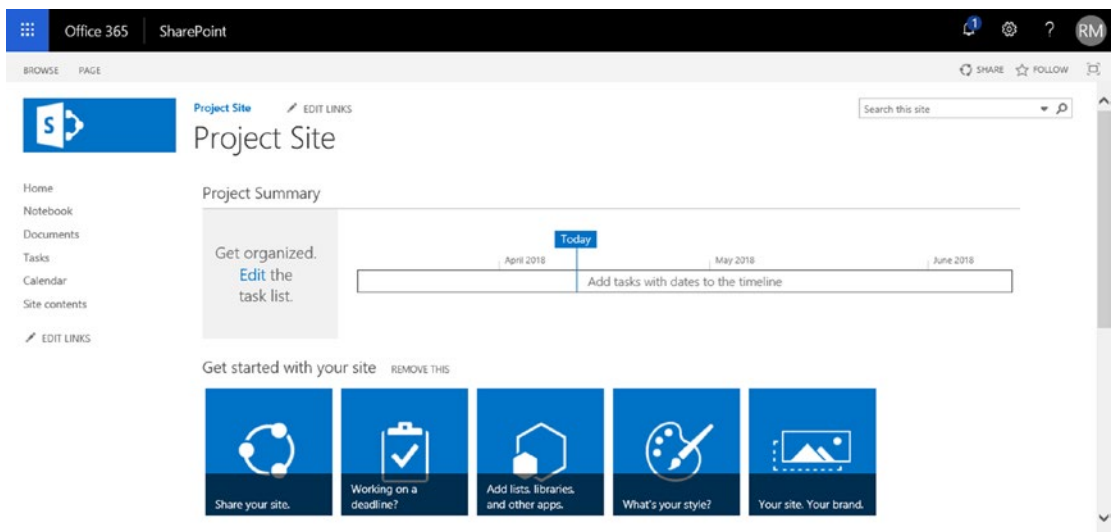 Office 365 SharePoint 1 ? RM
BROWSE PAGE SHARE FOLLOW
S Project Site EDIT LINKS Search this site
Project Site
Home
Notebook
Documents
Tasks
Calendar
Site contents
EDIT LINKS
Project Summary
Get organized.
Edit the
task list.
Today
April 2018 May 2018 June 2018
Add tasks with dates to the timeline
Get started with your site REMOVE THIS
Share your site.
Working on a
deadline?
Add lists, libraries,
and other apps.
What's your style?
Your site. Your brand.